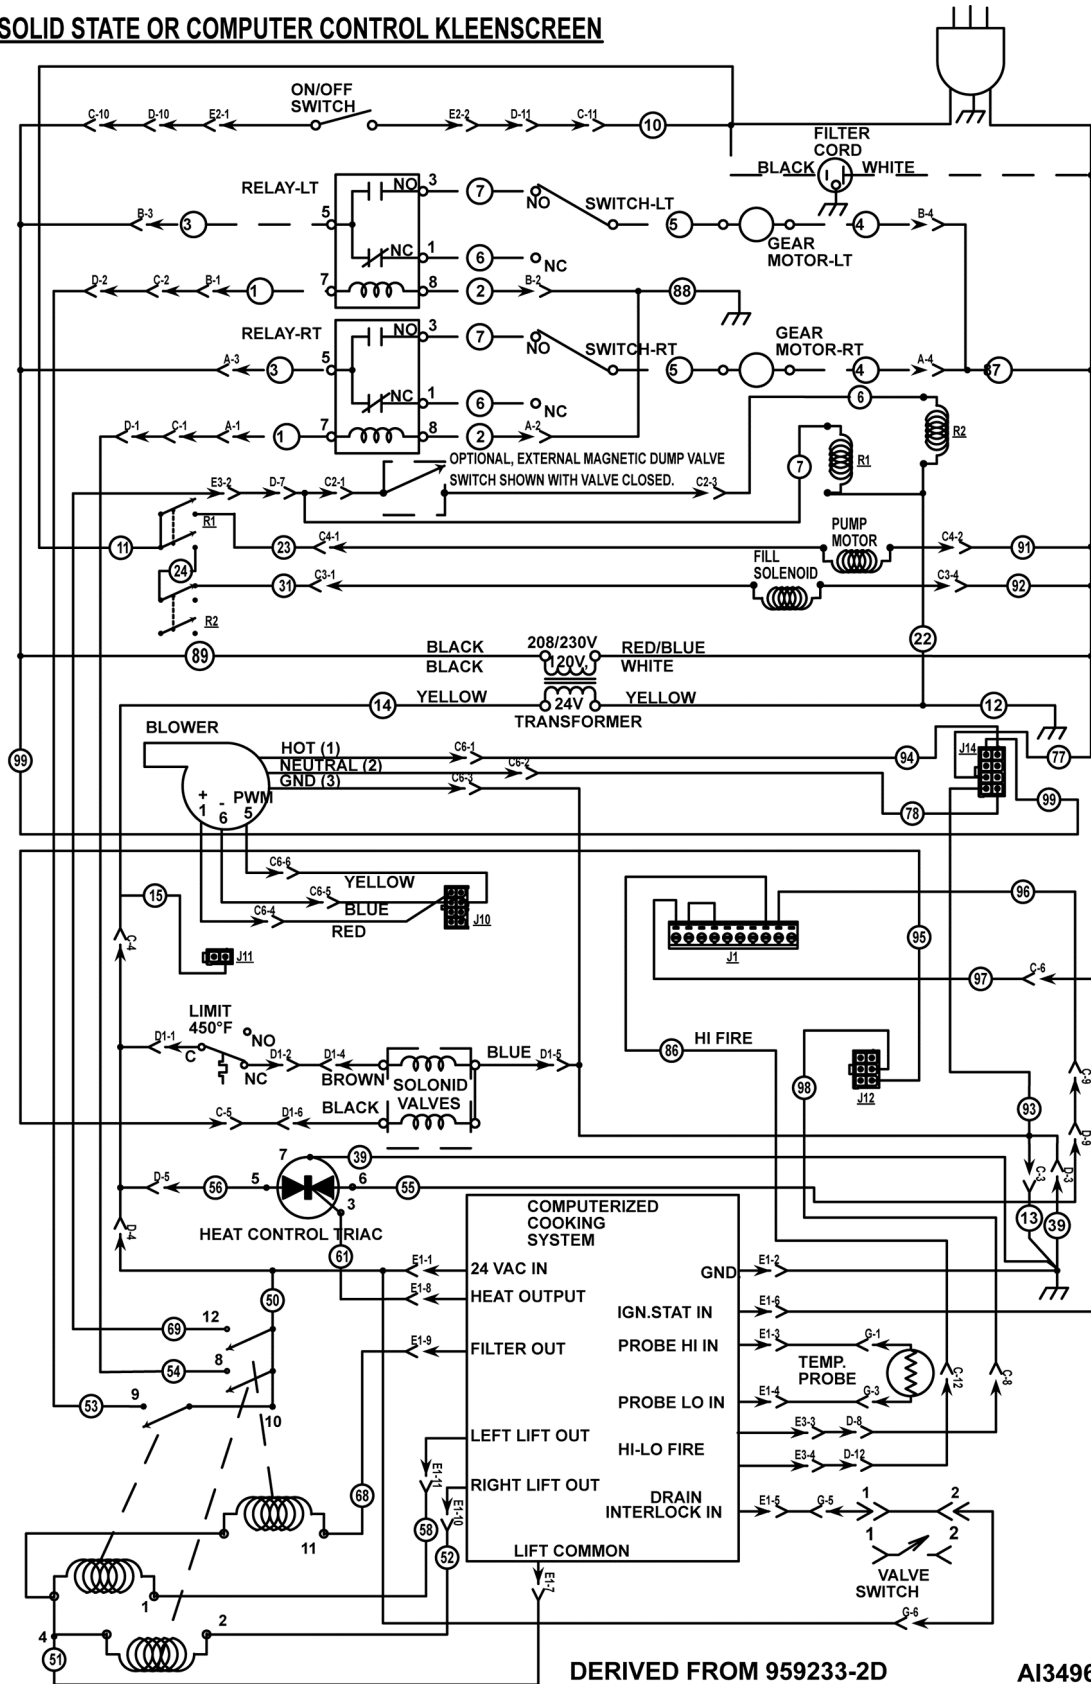 SOLID STATE OR COMPUTER CONTROL KLEENSCREEN
ON/OFF
SWITCH
C-10 D-10 E2-1 E2-2 D-11 C-11 10
FILTER
CORD
BLACK WHITE
RELAY-LT
NO 3 7 NO SWITCH-LT
B-3 3 5 5 4 B-4
GEAR
MOTOR-LT
NC 1 6 NC
D-2 C-2 B-1 1 7 8 2 B-2 88
RELAY-RT
NO 3 7 NO SWITCH-RT
GEAR
MOTOR-RT
A-3 3 5 5 4 A-4 87
NC 1 6 NC
6
D-1 C-1 A-1 1 7 8 2 A-2
R2
7 R1
OPTIONAL, EXTERNAL MAGNETIC DUMP VALVE
SWITCH SHOWN WITH VALVE CLOSED.
E3-2 D-7 C2-1 C2-3
R1
PUMP
MOTOR
11 23 C4-1 C4-2 91
FILL
SOLENOID
24 31 C3-1 C3-4 92
R2
22
89 BLACK 208/230V RED/BLUE
BLACK 120V, WHITE
14 YELLOW 24V YELLOW 12
TRANSFORMER
BLOWER
HOT (1) C6-1 94 J14 77
NEUTRAL (2) C6-2
GND (3) C6-3
99
+ - PWM
1 6 5
78 99
C6-6 YELLOW
C6-5 BLUE
C6-4 RED
J10
15
C-4
J11
J1
96
95
97 C-6
LIMIT
450°F
NO
D1-1 C NC D1-2 D1-4 BROWN
SOLONID
VALVES
BLUE D1-5
BLACK
C-5 D1-6
86 HI FIRE
98
J12
C-9
93
D-9
7 39
D-5 56 5 6 55
3
C-3 D-3
13 39
HEAT CONTROL TRIAC
D-4
61
COMPUTERIZED
COOKING
SYSTEM
E1-1 24 VAC IN
GND E1-2
E1-8 HEAT OUTPUT
IGN.STAT IN E1-6
50
69 12
E1-9 FILTER OUT
PROBE HI IN E1-3 G-1
TEMP.
PROBE
54 8
C-12 C-8
53 9
10
PROBE LO IN E1-4 G-3
LEFT LIFT OUT
HI-LO FIRE
E3-3 D-8
E3-4 D-12
E1-11
RIGHT LIFT OUT
E1-10
68
58
52
DRAIN
INTERLOCK IN
E1-5 G-5 1 2
1 2
VALVE
SWITCH
11
LIFT COMMON
E1-7
1
2
4
51
G-6
DERIVED FROM 959233-2D
AI3496